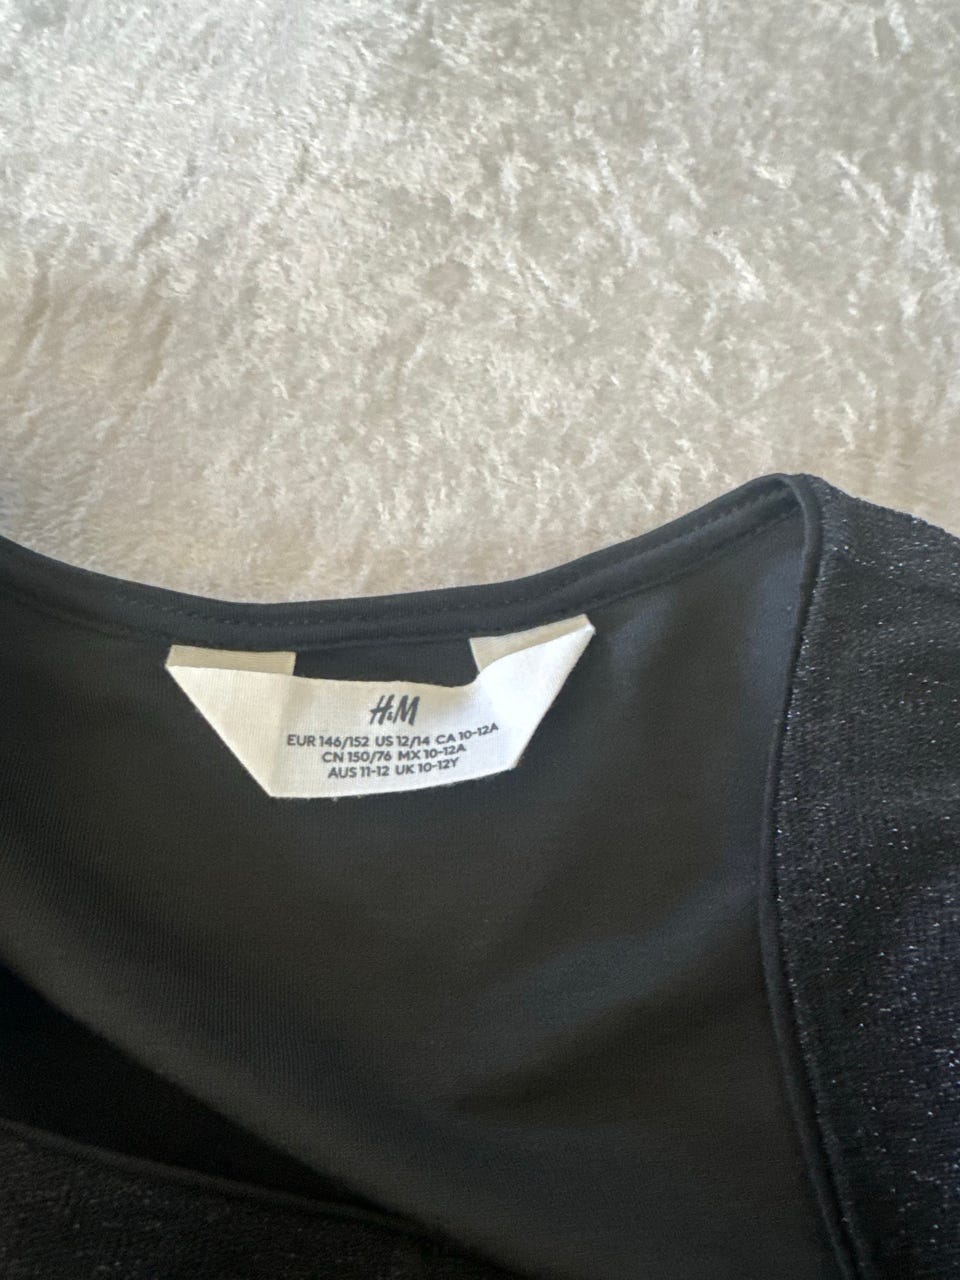 H&M
EUR 146/152 US 12/14 CA 10-12A
CN 150/76 MX 10-12A
AUS 11-12 UK 10-12Y